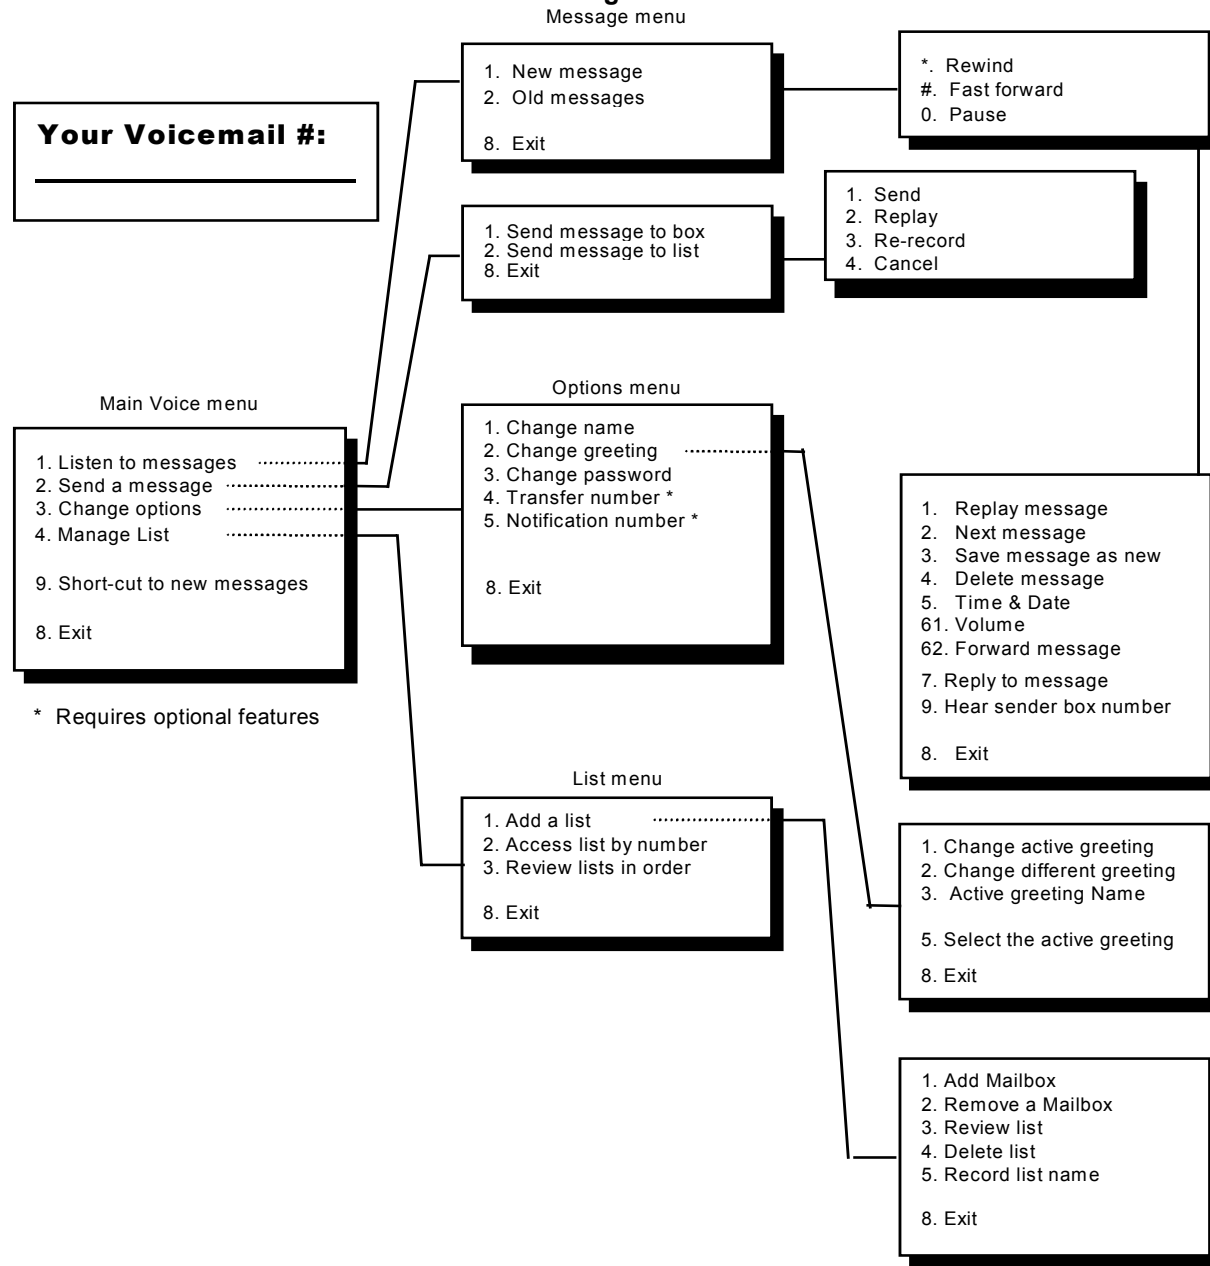 Message menu
1. New message
2. Old messages
8. Exit
*. Rewind
#. Fast forward
0. Pause
Your Voicemail #:
1. Send message to box
2. Send message to list
8. Exit
1. Send
2. Replay
3. Re-record
4. Cancel
Main Voice menu
1. Listen to messages
2. Send a message
3. Change options
4. Manage List
9. Short-cut to new messages
8. Exit
* Requires optional features
Options menu
1. Change name
2. Change greeting
3. Change password
4. Transfer number *
5. Notification number *
8. Exit
1. Replay message
2. Next message
3. Save message as new
4. Delete message
5. Time & Date
61. Volume
62. Forward message
7. Reply to message
9. Hear sender box number
8. Exit
List menu
1. Add a list
2. Access list by number
3. Review lists in order
8. Exit
1. Change active greeting
2. Change different greeting
3. Active greeting Name
5. Select the active greeting
8. Exit
1. Add Mailbox
2. Remove a Mailbox
3. Review list
4. Delete list
5. Record list name
8. Exit